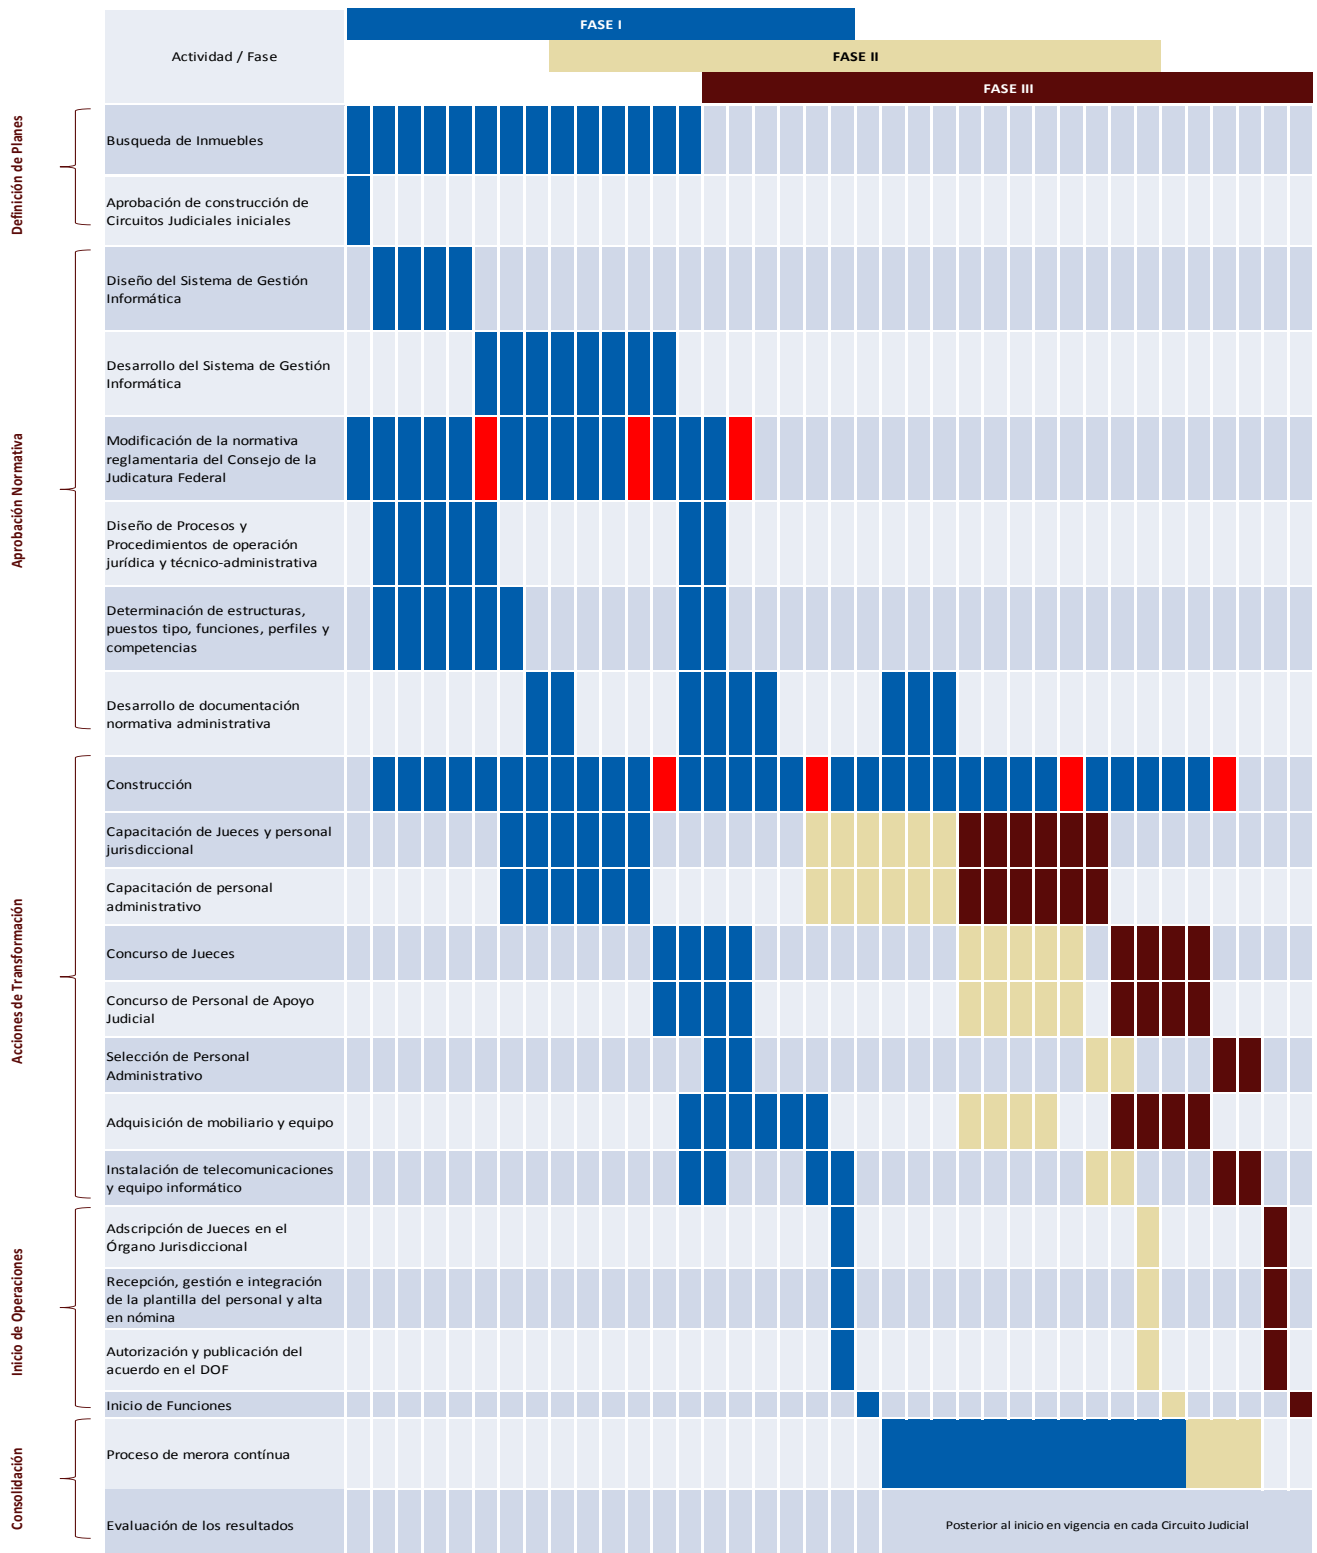 FASE I
Actividad / Fase
FASE II
FASE III
Definición de Planes
Busqueda de Inmuebles
Aprobación de construcción de
Circuitos Judiciales iniciales
Aprobación Normativa
Diseño del Sistema de Gestión
Informática
Desarrollo del Sistema de Gestión
Informática
Modificación de la normativa
reglamentaria del Consejo de la
Judicatura Federal
Diseño de Procesos y
Procedimientos de operación
jurídica y técnico-administrativa
Determinación de estructuras,
puestos tipo, funciones, perfiles y
competencias
Desarrollo de documentación
normativa administrativa
Acciones de Transformación
Construcción
Capacitación de Jueces y personal
jurisdiccional
Capacitación de personal
administrativo
Concurso de Jueces
Concurso de Personal de Apoyo
Judicial
Selección de Personal
Administrativo
Adquisición de mobiliario y equipo
Instalación de telecomunicaciones
y equipo informático
Inicio de Operaciones
Adscripción de Jueces en el
Órgano Jurisdiccional
Recepción, gestión e integración
de la plantilla del personal y alta
en nómina
Autorización y publicación del
acuerdo en el DOF
Inicio de Funciones
Consolidación
Proceso de merora contínua
Evaluación de los resultados
Posterior al inicio en vigencia en cada Circuito Judicial